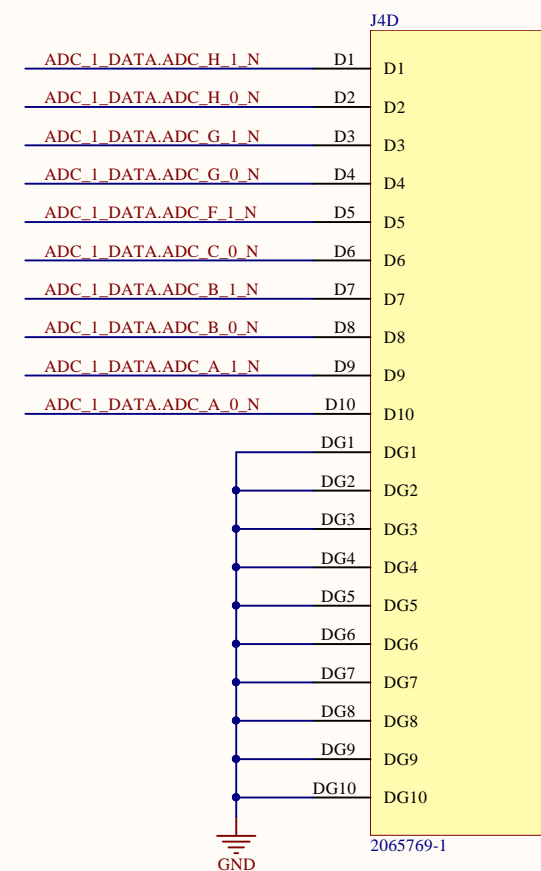 J4D
ADC_1_DATA.ADC_H_1_N D1 D1
ADC_1_DATA.ADC_H_0_N D2 D2
ADC_1_DATA.ADC_G_1_N D3 D3
ADC_1_DATA.ADC_G_0_N D4 D4
ADC_1_DATA.ADC_F_1_N D5 D5
ADC_1_DATA.ADC_C_0_N D6 D6
ADC_1_DATA.ADC_B_1_N D7 D7
ADC_1_DATA.ADC_B_0_N D8 D8
ADC_1_DATA.ADC_A_1_N D9 D9
ADC_1_DATA.ADC_A_0_N D10 D10
DG1 DG1
DG2 DG2
DG3 DG3
DG4 DG4
DG5 DG5
DG6 DG6
DG7 DG7
DG8 DG8
DG9 DG9
DG10 DG10
2065769-1
GND